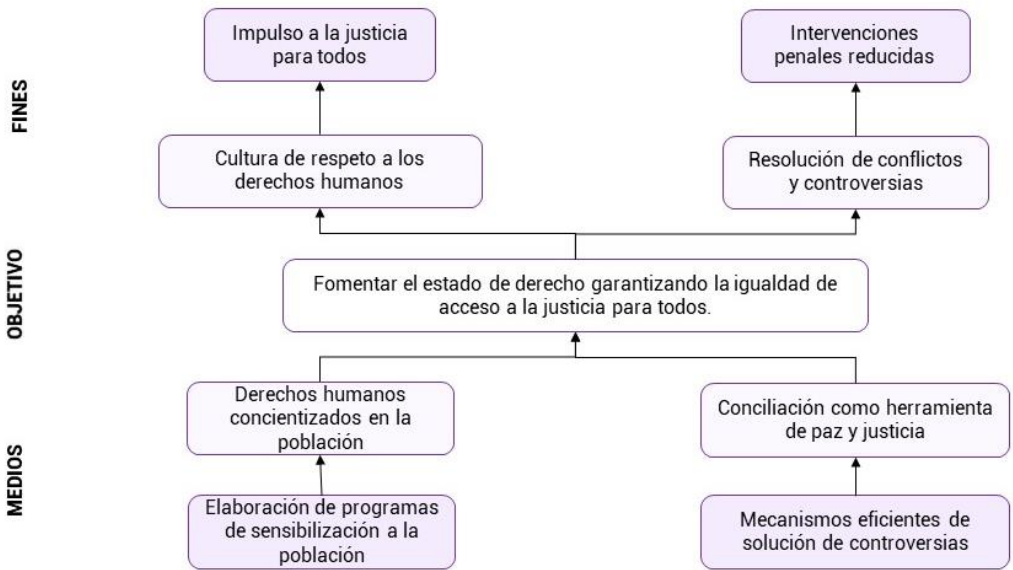 FINES
Impulso a la justicia
para todos
Intervenciones
penales reducidas
Cultura de respeto a los
derechos humanos
Resolución de conflictos
y controversias
OBJETIVO
Fomentar el estado de derecho garantizando la igualdad de
acceso a la justicia para todos.
MEDIOS
Derechos humanos
concientizados en la
población
Conciliación como herramienta
de paz y justicia
Elaboración de programas
de sensibilización a la
población
Mecanismos eficientes de
solución de controversias